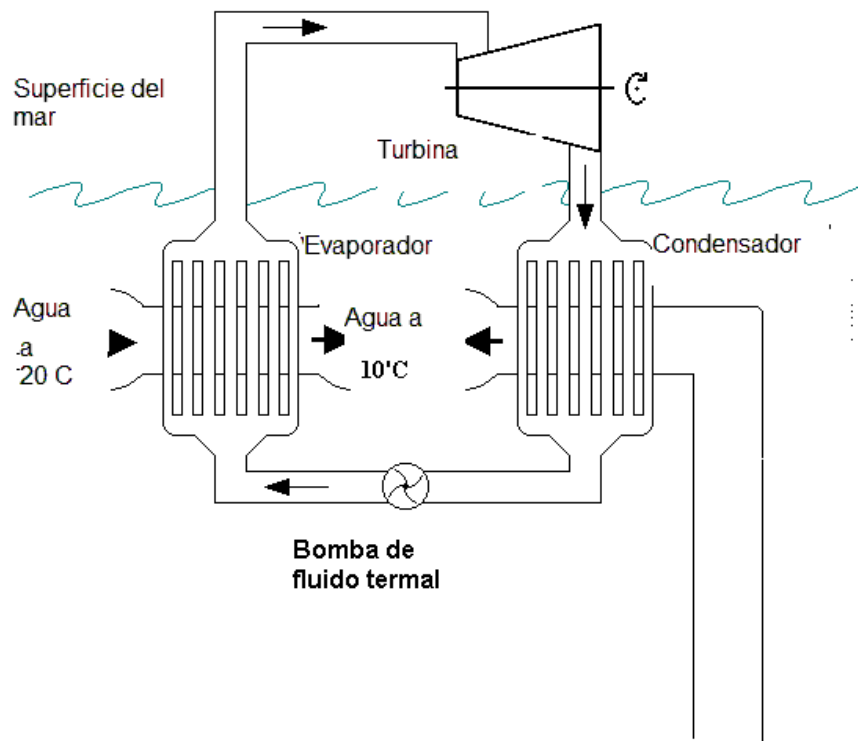 Superficie del
mar
Turbina
Evaporador
Condensador
Agua
a
20 C
Agua a
10'C
Bomba de
fluido termal